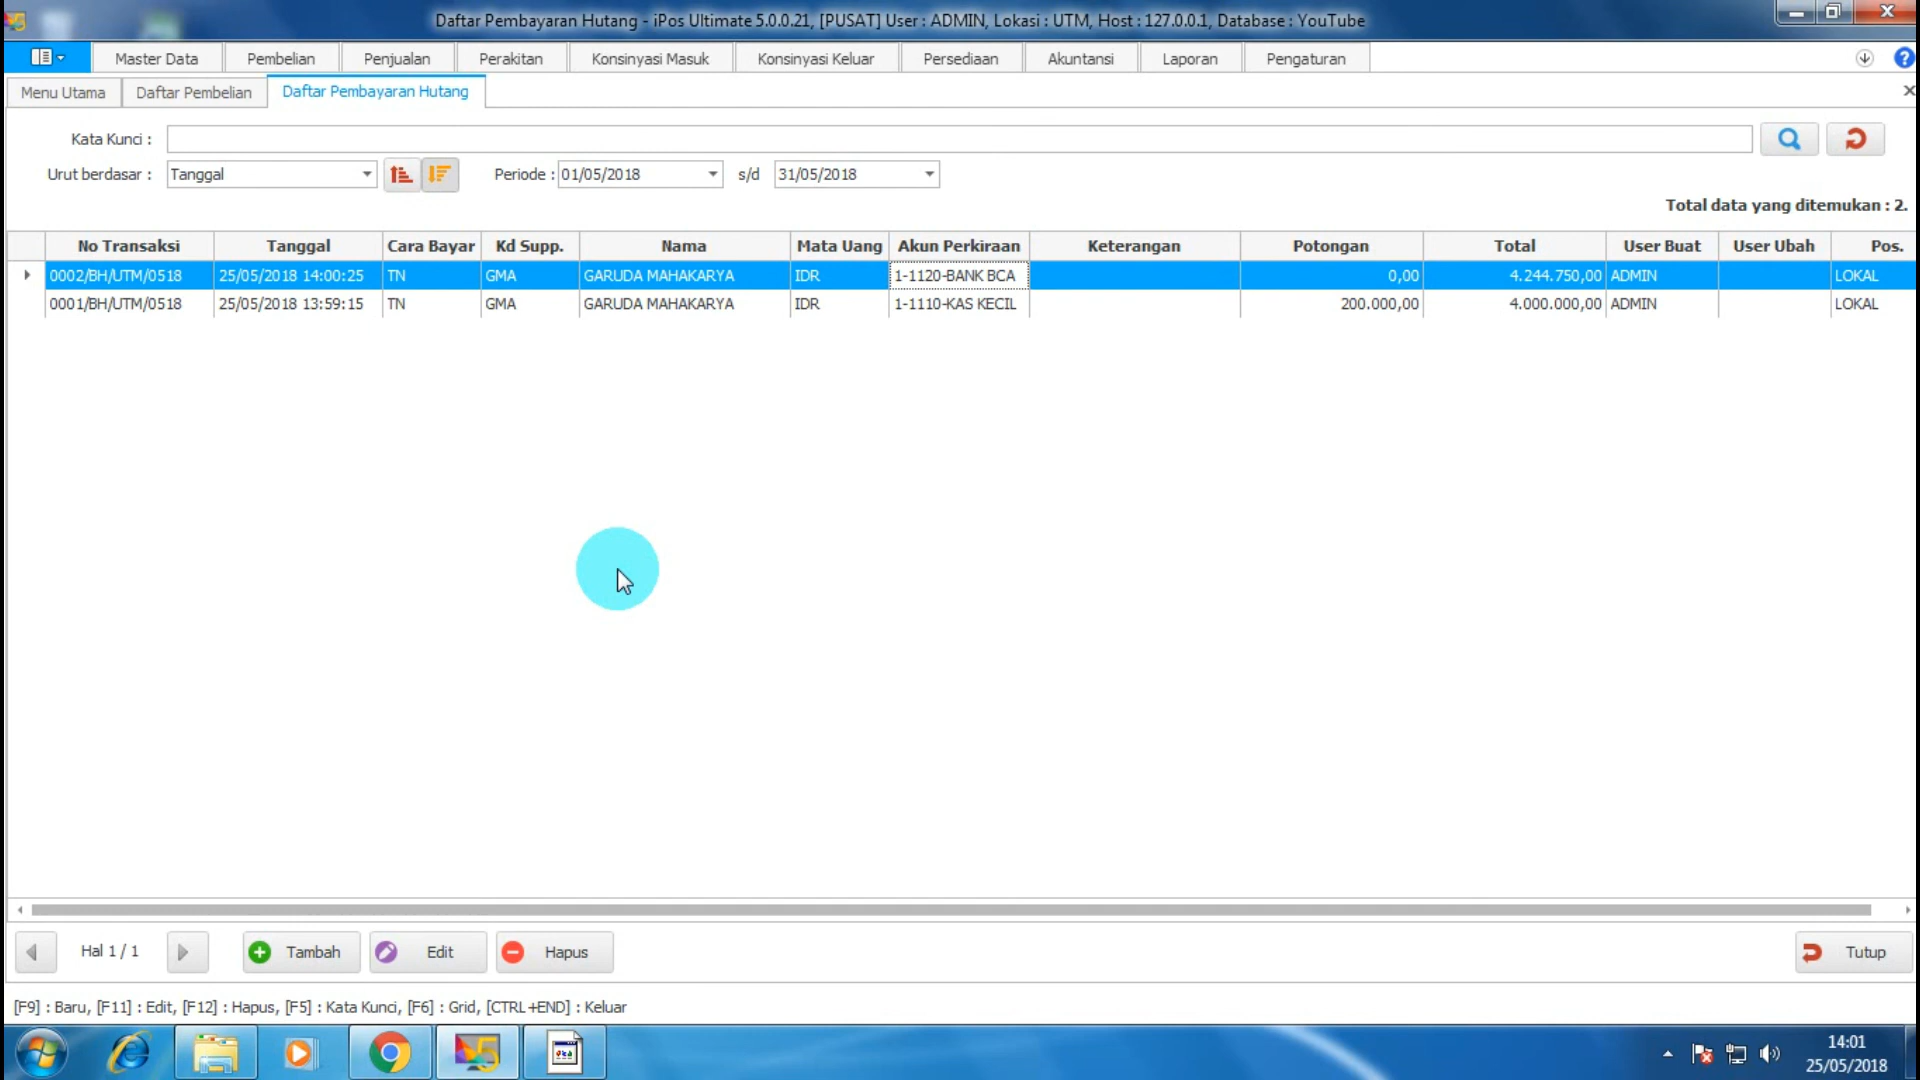 Daftar Pembayaran Hutang - iPos Ultimate 5.0.0.21, [PUSAT] User : ADMIN, Lokasi : UTM, Host : 127.0.0.1, Database : YouTube
Master Data Pembelian Penjualan Perakitan Konsinyasi Masuk Konsinyasi Keluar Persediaan Akuntansi Laporan Pengaturan
Menu Utama Daftar Pembelian Daftar Pembayaran Hutang
Kata Kunci :
Urut berdasar : Tanggal Periode : 01/05/2018 s/d 31/05/2018
Total data yang ditemukan : 2.
No Transaksi Tanggal Cara Bayar Kd Supp. Nama Mata Uang Akun Perkiraan Keterangan Potongan Total User Buat User Ubah Pos.
0002/BH/UTM/0518 25/05/2018 14:00:25 TN GMA GARUDA MAHAKARYA IDR 1-1120-BANK BCA 0,00 4.244.750,00 ADMIN LOKAL
0001/BH/UTM/0518 25/05/2018 13:59:15 TN GMA GARUDA MAHAKARYA IDR 1-1110-KAS KECIL 200.000,00 4.000.000,00 ADMIN LOKAL
Hal 1 / 1 Tambah Edit Hapus Tutup
[F9] : Baru, [F11] : Edit, [F12] : Hapus, [F5] : Kata Kunci, [F6] : Grid, [CTRL+END] : Keluar
14:01
25/05/2018